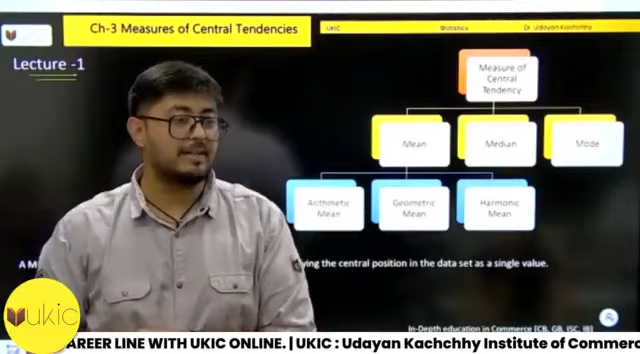 Ch-3 Measures of Central Tendencies
UKIC Statistics Dr. Udayan Kachchhy
Lecture -1
Measure of
Central
Tendency
Mean Median Mode
Arithmetic
Mean
Geometric
Mean
Harmonic
Mean
A M
ying the central position in the data set as a single value.
In-Depth education in Commerce [CB, GB, ISC, IB]
ukic
AREER LINE WITH UKIC ONLINE. | UKIC : Udayan Kachchhy Institute of Commerc